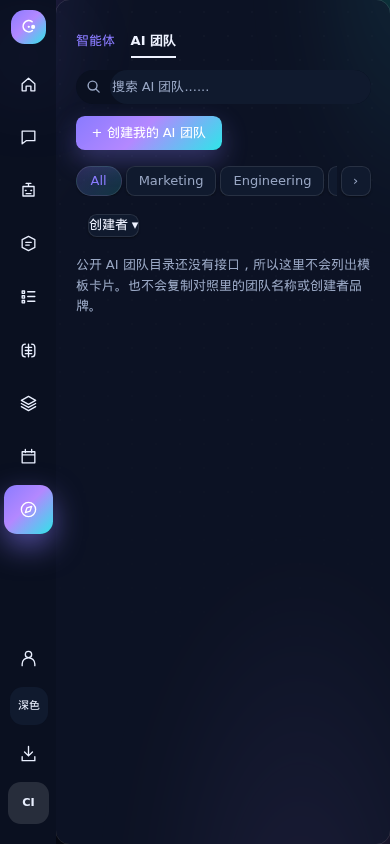 智能体 AI 团队
搜索 AI 团队……
+ 创建我的 AI 团队
All Marketing Engineering ›
创建者 ▾
公开 AI 团队目录还没有接口，所以这里不会列出模
板卡片。也不会复制对照里的团队名称或创建者品
牌。
深色
CI